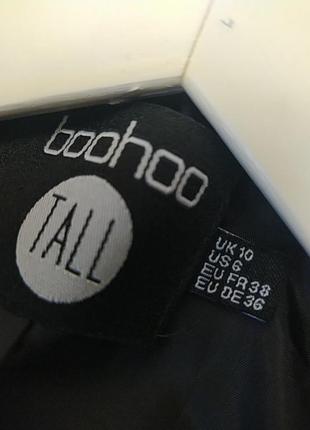 boohoo
TALL
UK 10
US 6
EU FR 38
EU DE 36